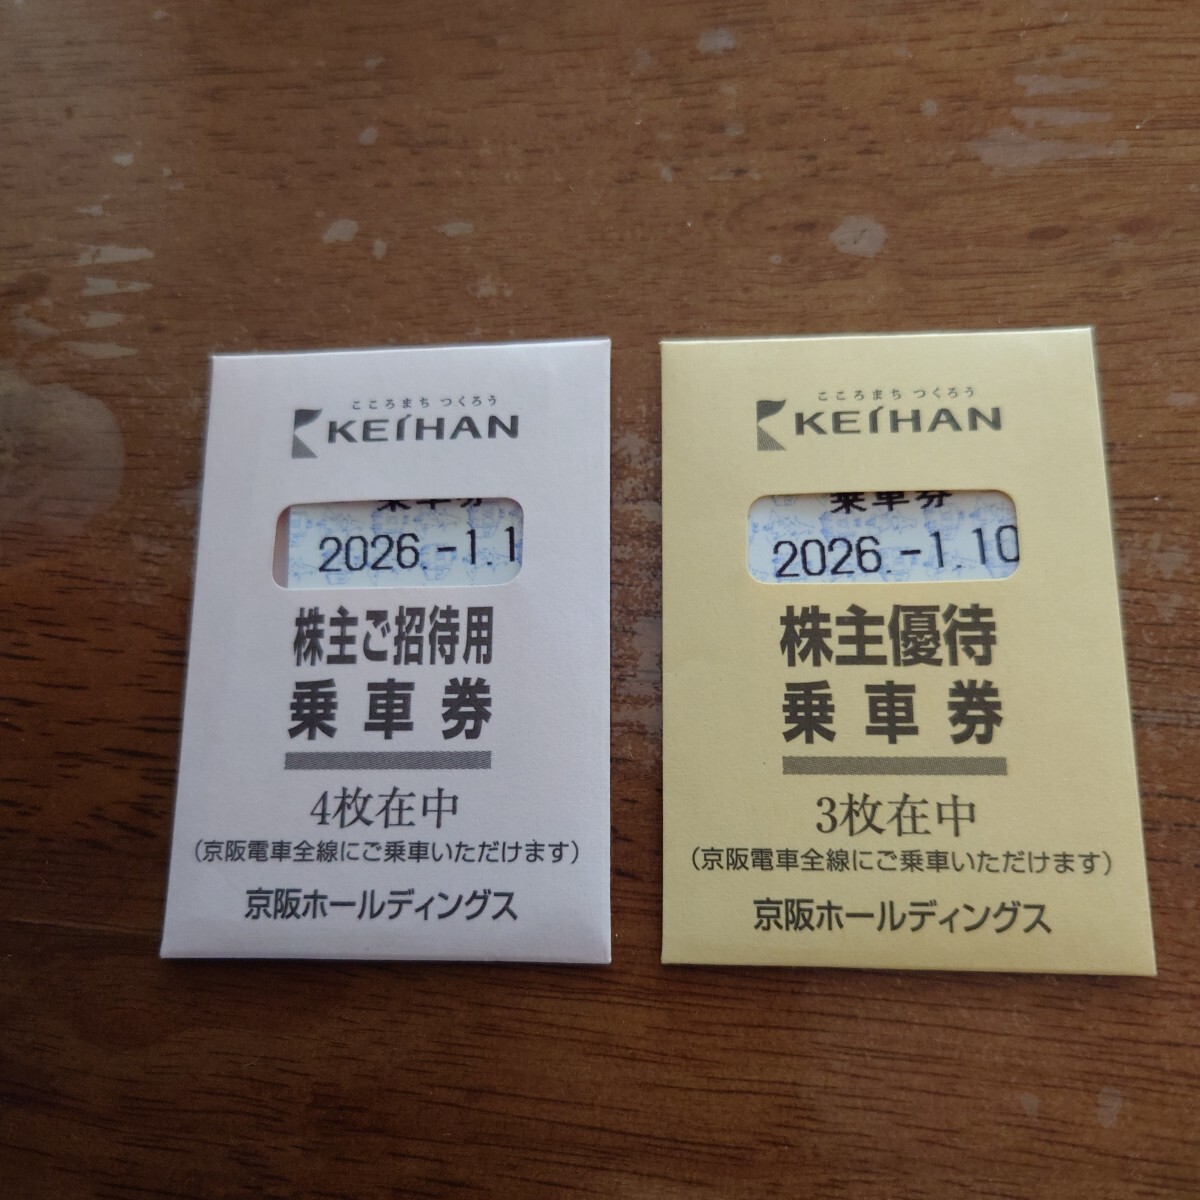 こころまち つくろう
KEIHAN
乗車券
2026.-1.1
株主ご招待用
乗車券
4枚在中
(京阪電車全線にご乗車いただけます)
京阪ホールディングス
こころまち つくろう
KEIHAN
乗車券
2026.-1.10
株主優待
乗車券
3枚在中
(京阪電車全線にご乗車いただけます)
京阪ホールディングス